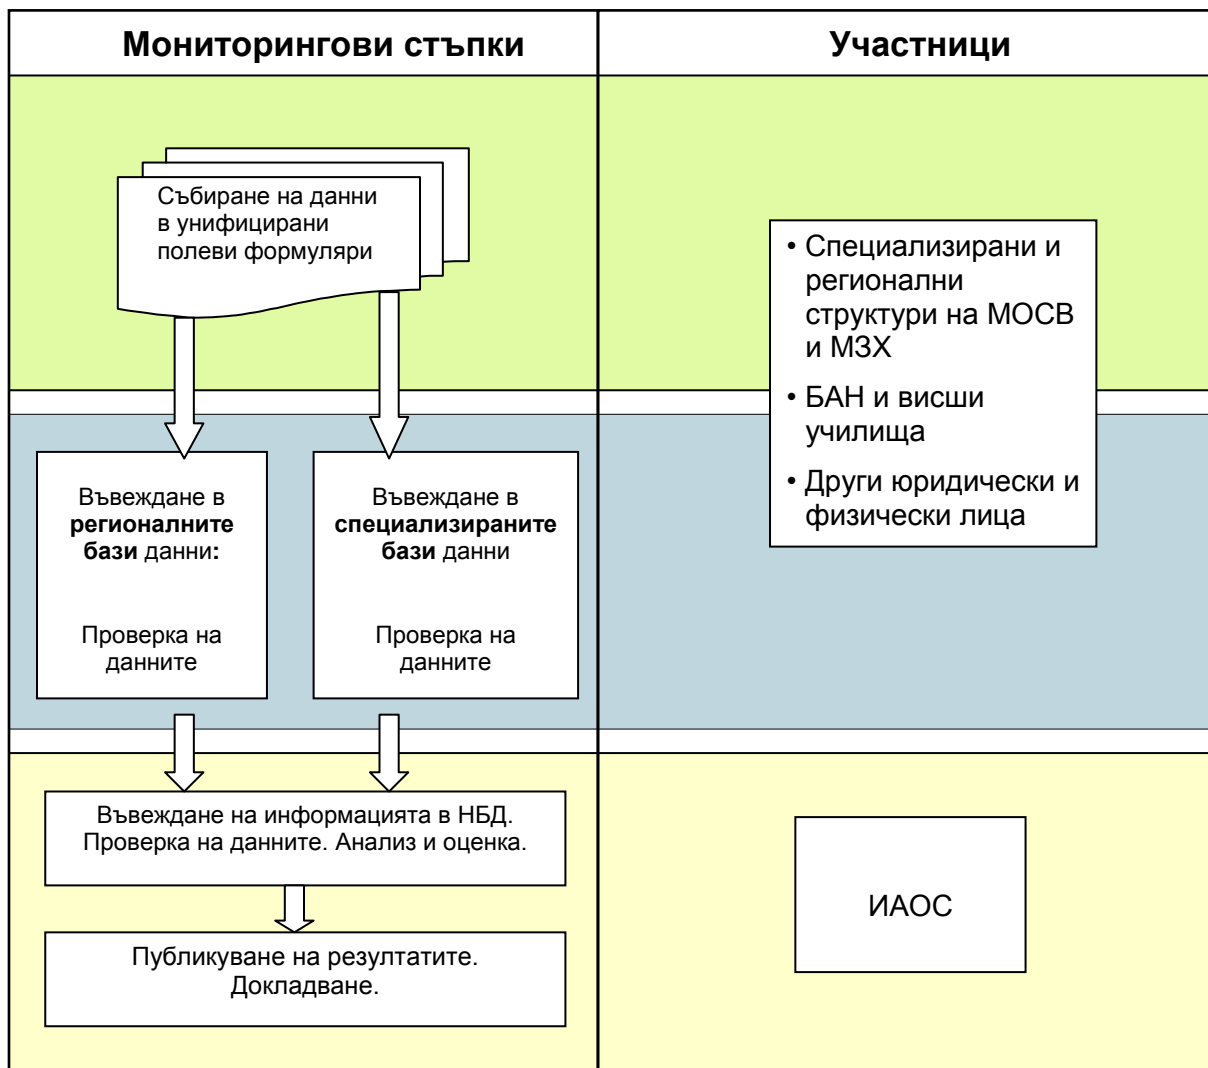 Мониторингови стъпки
Участници
Събиране на данни
в унифицирани
полеви формуляри
• Специализирани и
регионални
структури на МОСВ
и МЗХ
• БАН и висши
училища
• Други юридически и
физически лица
Въвеждане в
регионалните
бази данни:
Проверка на
данните
Въвеждане в
специализираните
бази данни
Проверка на
данните
Въвеждане на информацията в НБД.
Проверка на данните. Анализ и оценка.
Публикуване на резултатите.
Докладване.
ИАОС